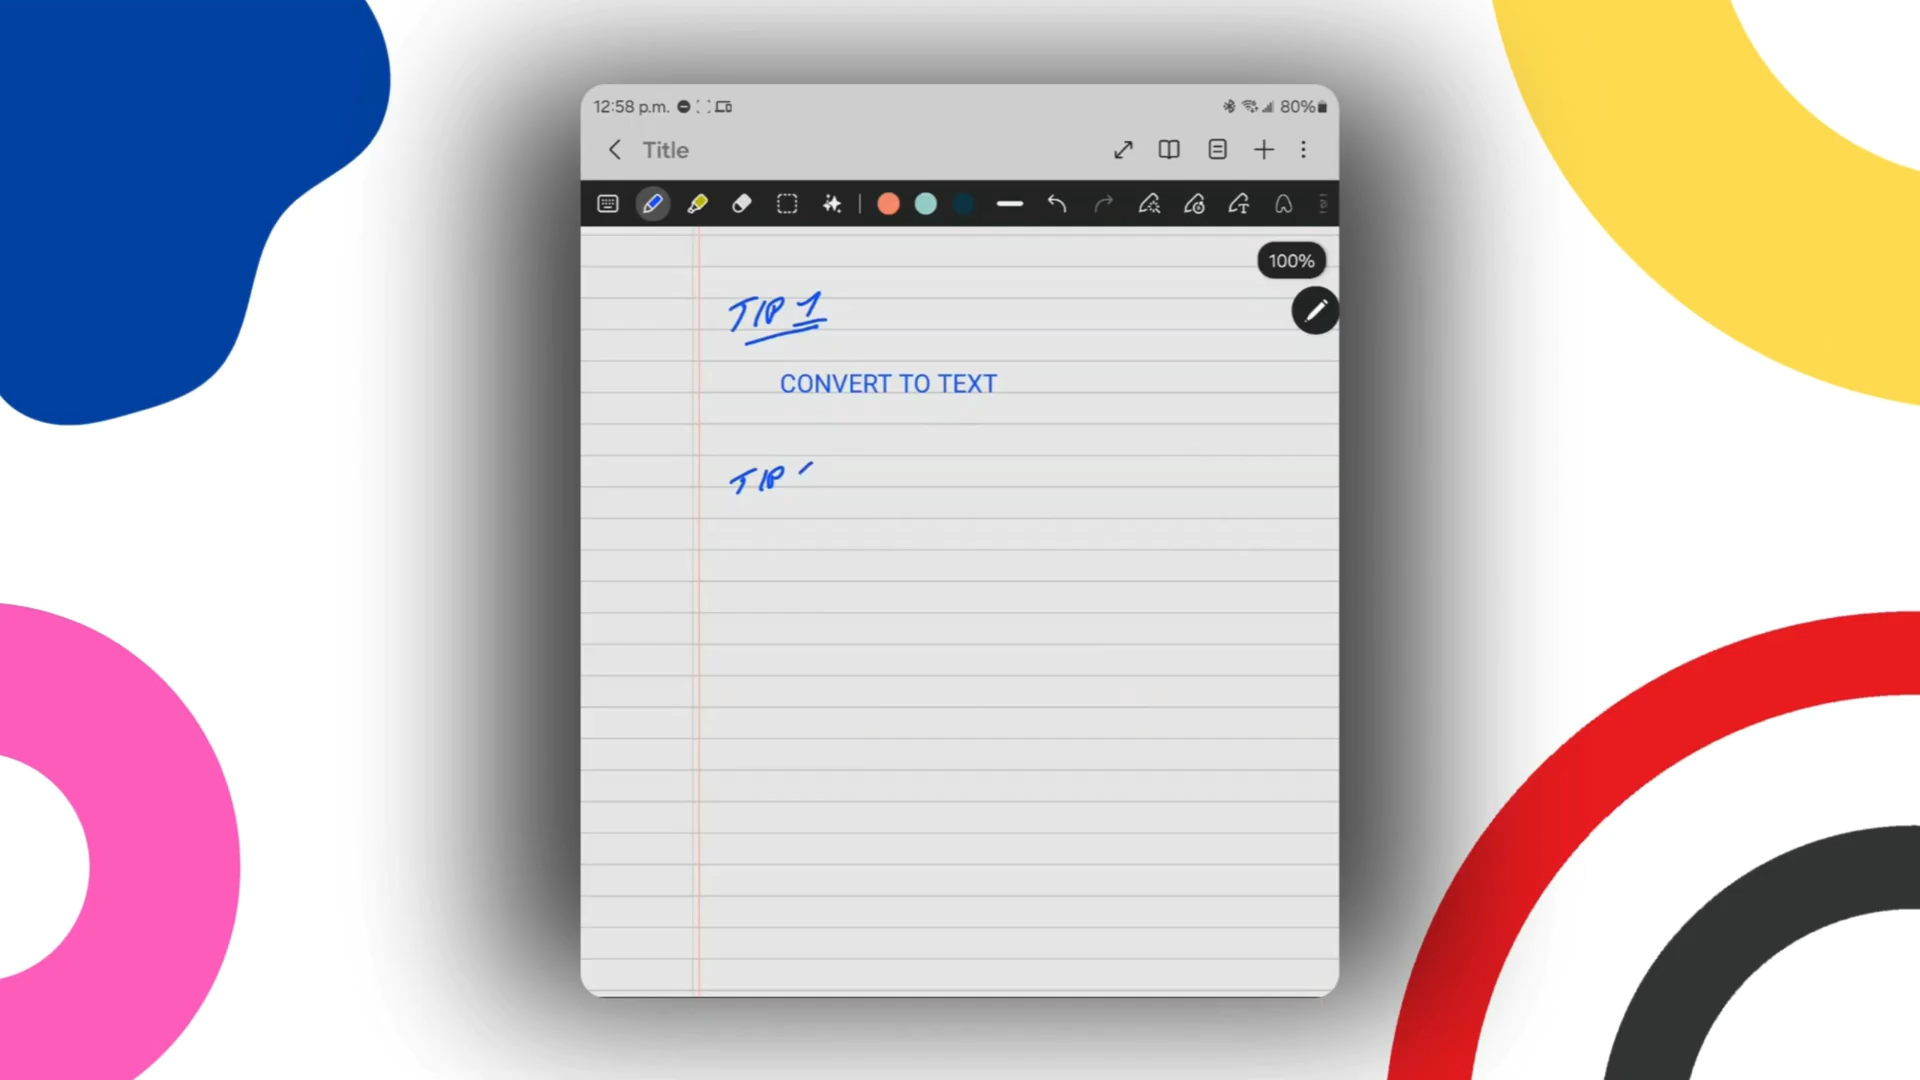 12:58 p.m. 80%
Title
100%
TIP 1
CONVERT TO TEXT
TIP